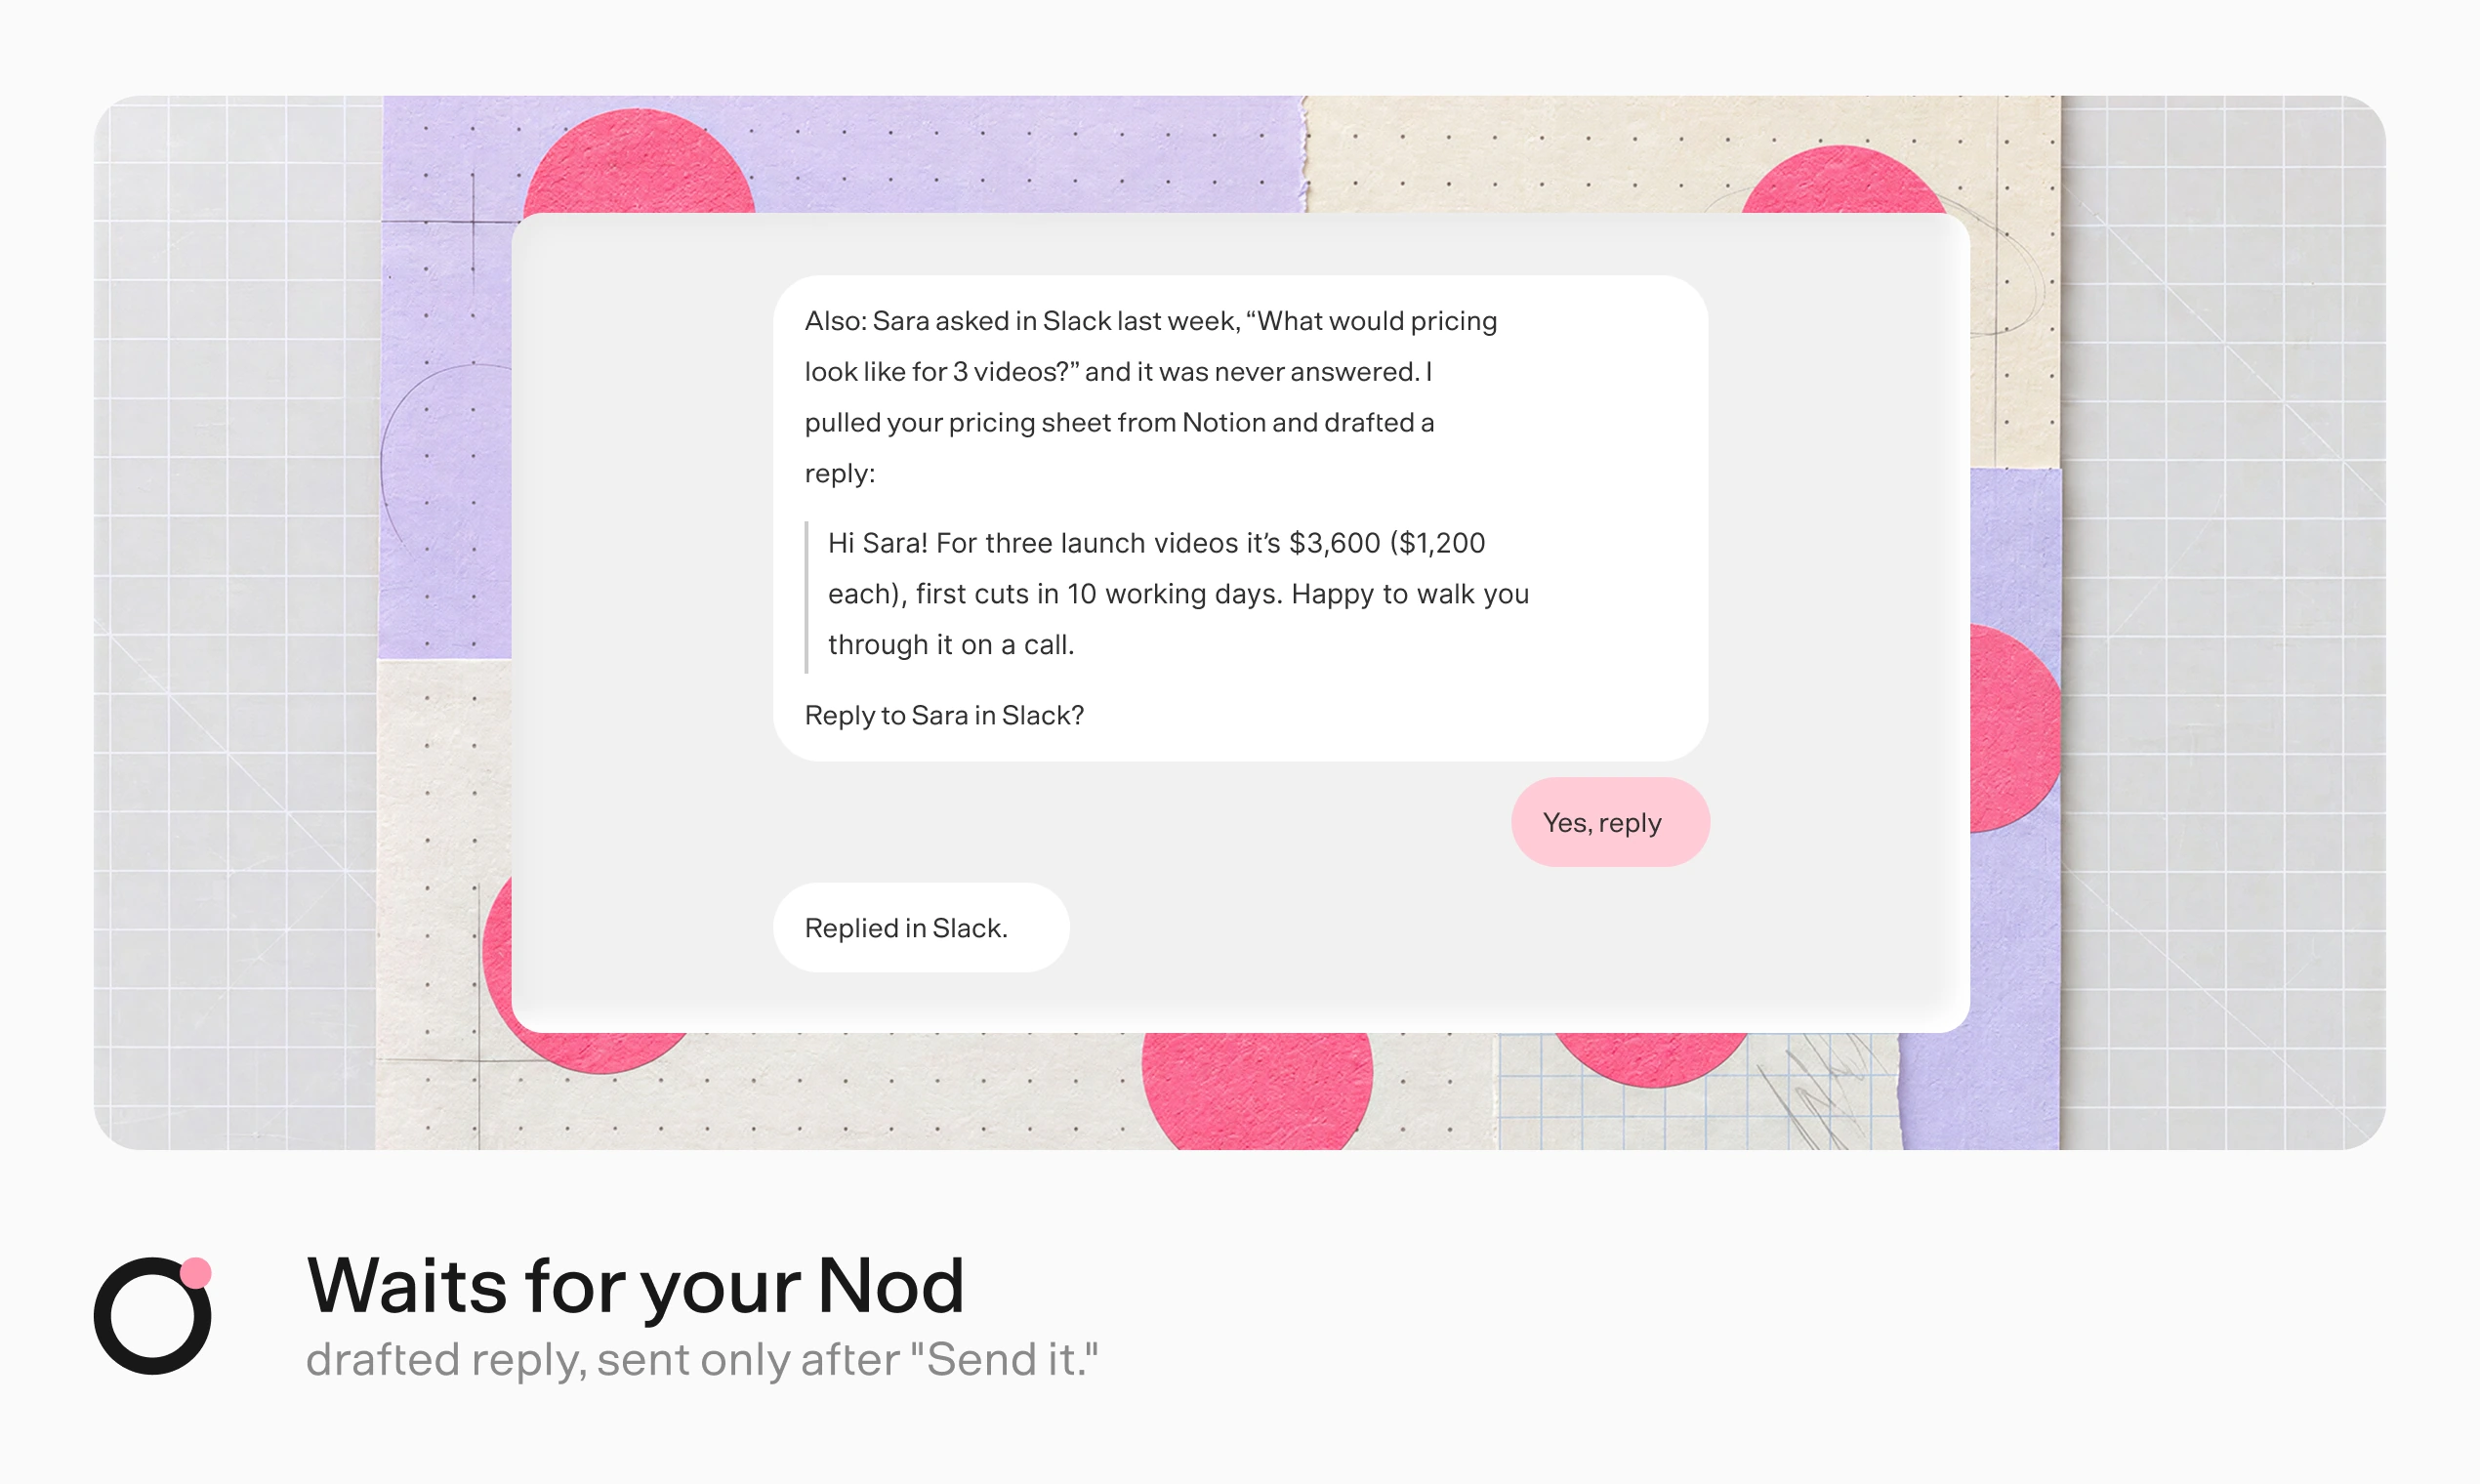 Also: Sara asked in Slack last week, “What would pricing
look like for 3 videos?” and it was never answered. I
pulled your pricing sheet from Notion and drafted a
reply:
Hi Sara! For three launch videos it’s $3,600 ($1,200
each), first cuts in 10 working days. Happy to walk you
through it on a call.
Reply to Sara in Slack?
Yes, reply
Replied in Slack.
Waits for your Nod
drafted reply, sent only after "Send it."